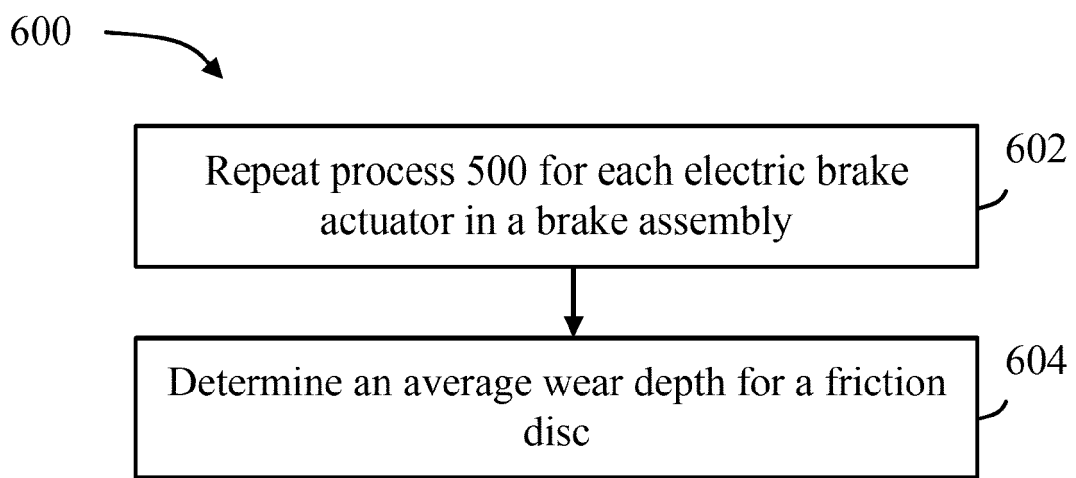 600
602
Repeat process 500 for each electric brake
actuator in a brake assembly
604
Determine an average wear depth for a friction
disc